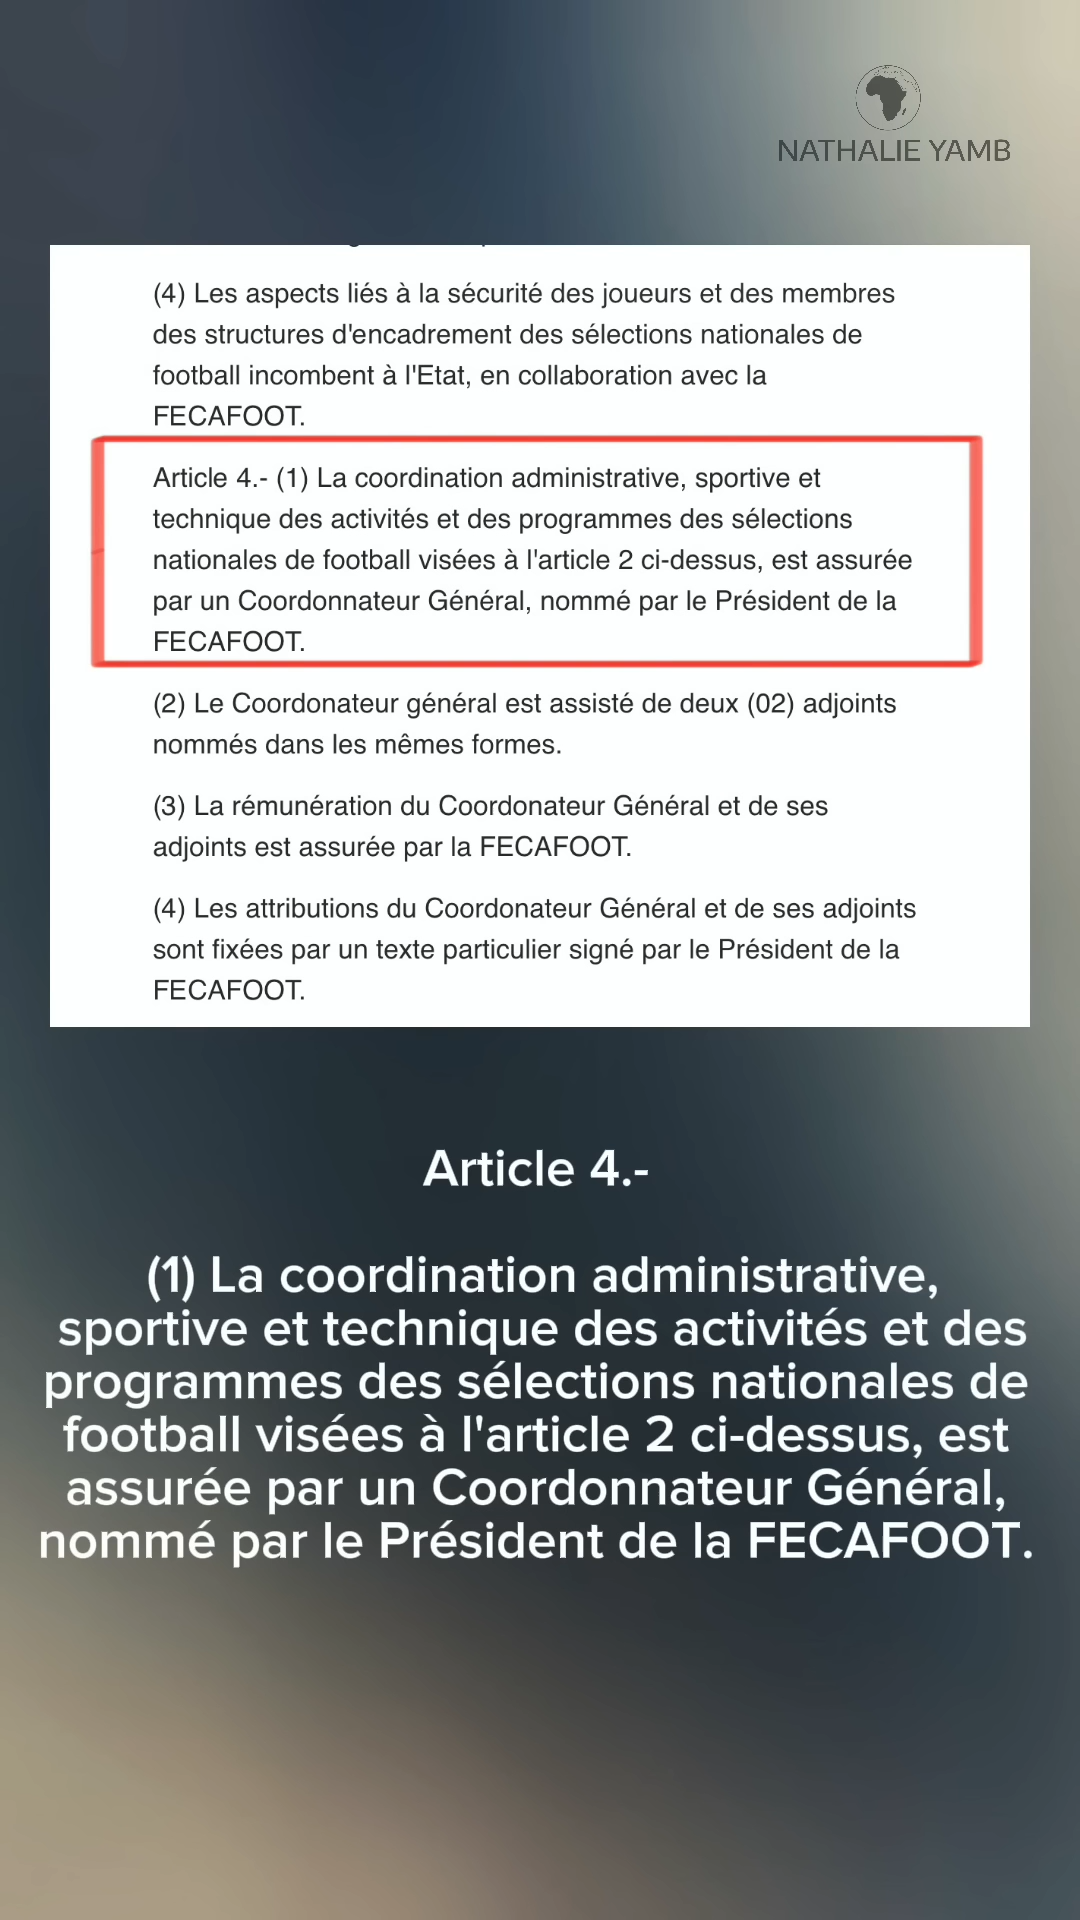 NATHALIE YAMB
(4) Les aspects liés à la sécurité des joueurs et des membres
des structures d'encadrement des sélections nationales de
football incombent à l'Etat, en collaboration avec la
FECAFOOT.
Article 4.- (1) La coordination administrative, sportive et
technique des activités et des programmes des sélections
nationales de football visées à l'article 2 ci-dessus, est assurée
par un Coordonnateur Général, nommé par le Président de la
FECAFOOT.
(2) Le Coordonateur général est assisté de deux (02) adjoints
nommés dans les mêmes formes.
(3) La rémunération du Coordonateur Général et de ses
adjoints est assurée par la FECAFOOT.
(4) Les attributions du Coordonateur Général et de ses adjoints
sont fixées par un texte particulier signé par le Président de la
FECAFOOT.
Article 4.-
(1) La coordination administrative,
sportive et technique des activités et des
programmes des sélections nationales de
football visées à l'article 2 ci-dessus, est
assurée par un Coordonnateur Général,
nommé par le Président de la FECAFOOT.